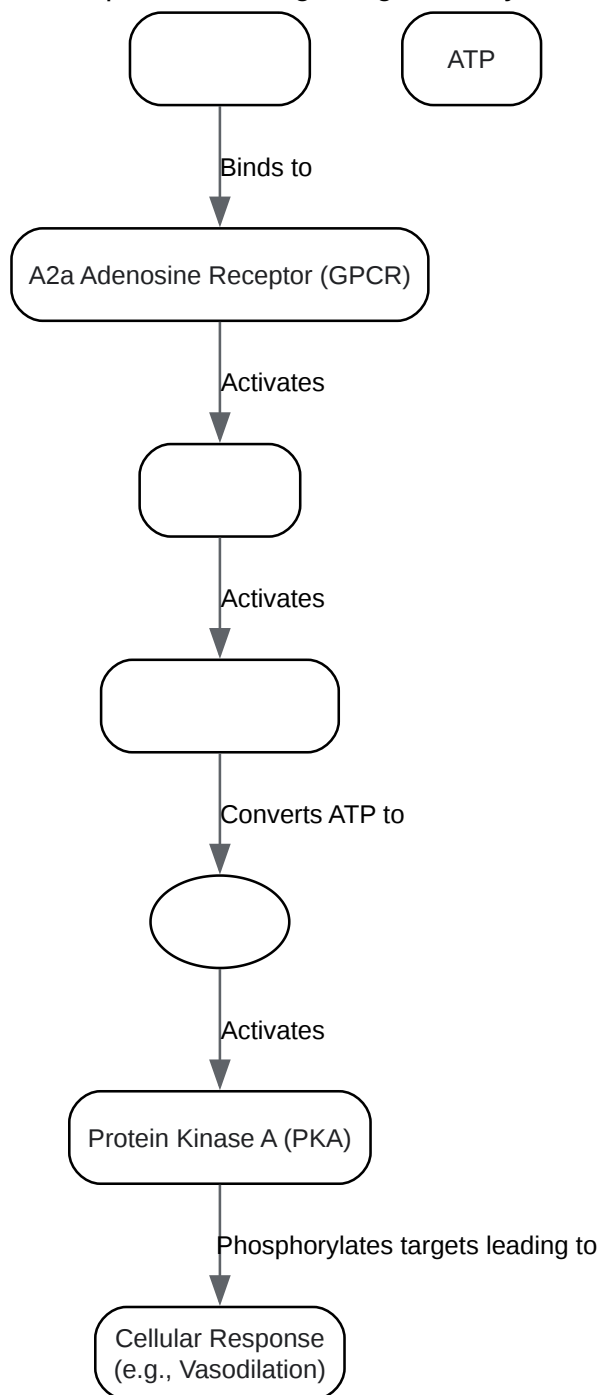 ATP
Binds to
A2a Adenosine Receptor (GPCR)
Activates
Activates
Converts ATP to
Activates
Protein Kinase A (PKA)
Phosphorylates targets leading to
Cellular Response
(e.g., Vasodilation)